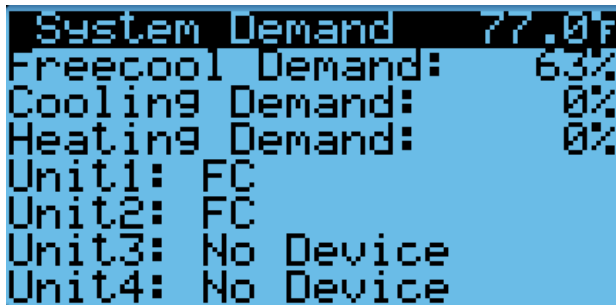 System Demand 77.0°F
Freecool Demand: 63%
Cooling Demand: 0%
Heating Demand: 0%
Unit1: FC
Unit2: FC
Unit3: No Device
Unit4: No Device